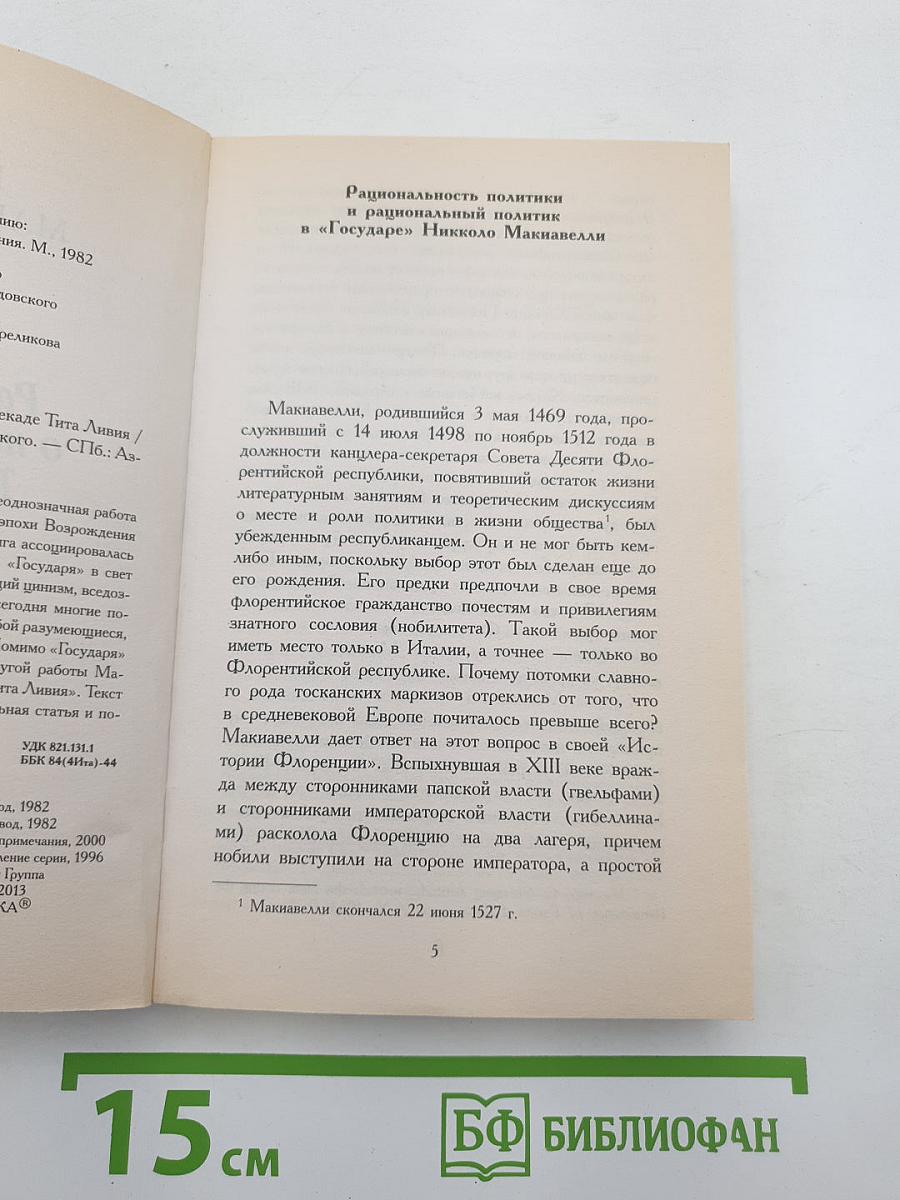 нию:
ния. М., 1982
довского
реликова
екаде Тита Ливия /
ского. — СПб.: Аз-
еоднозначная работа
эпохи Возрождения
ига ассоциировалась
«Государя» в свет
щий цинизм, вседоз-
сегодня многие по-
бой разумеющиеся,
Помимо «Государя»
угой работы Ма-
ита Ливия». Текст
льная статья и по-
УДК 821.131.1
ББК 84(4Ита)-44
од, 1982
вод, 1982
примечания, 2000
ление серии, 1996
Группа
2013
КА®
Рациональность политики
и рациональный политик
в «Государе» Никколо Макиавелли
Макиавелли, родившийся 3 мая 1469 года, про-
служивший с 14 июля 1498 по ноябрь 1512 года в
должности канцлера-секретаря Совета Десяти Фло-
рентийской республики, посвятивший остаток жизни
литературным занятиям и теоретическим дискуссиям
о месте и роли политики в жизни общества¹, был
убежденным республиканцем. Он и не мог быть кем-
либо иным, поскольку выбор этот был сделан еще до
его рождения. Его предки предпочли в свое время
флорентийское гражданство почестям и привилегиям
знатного сословия (нобилитета). Такой выбор мог
иметь место только в Италии, а точнее — только во
Флорентийской республике. Почему потомки славно-
го рода тосканских маркизов отреклись от того, что
в средневековой Европе почиталось превыше всего?
Макиавелли дает ответ на этот вопрос в своей «Ис-
тории Флоренции». Вспыхнувшая в XIII веке враж-
да между сторонниками папской власти (гвельфами)
и сторонниками императорской власти (гибеллина-
ми) расколола Флоренцию на два лагеря, причем
нобили выступили на стороне императора, а простой
¹ Макиавелли скончался 22 июня 1527 г.
5
15 см
БФ БИБЛИОФАН